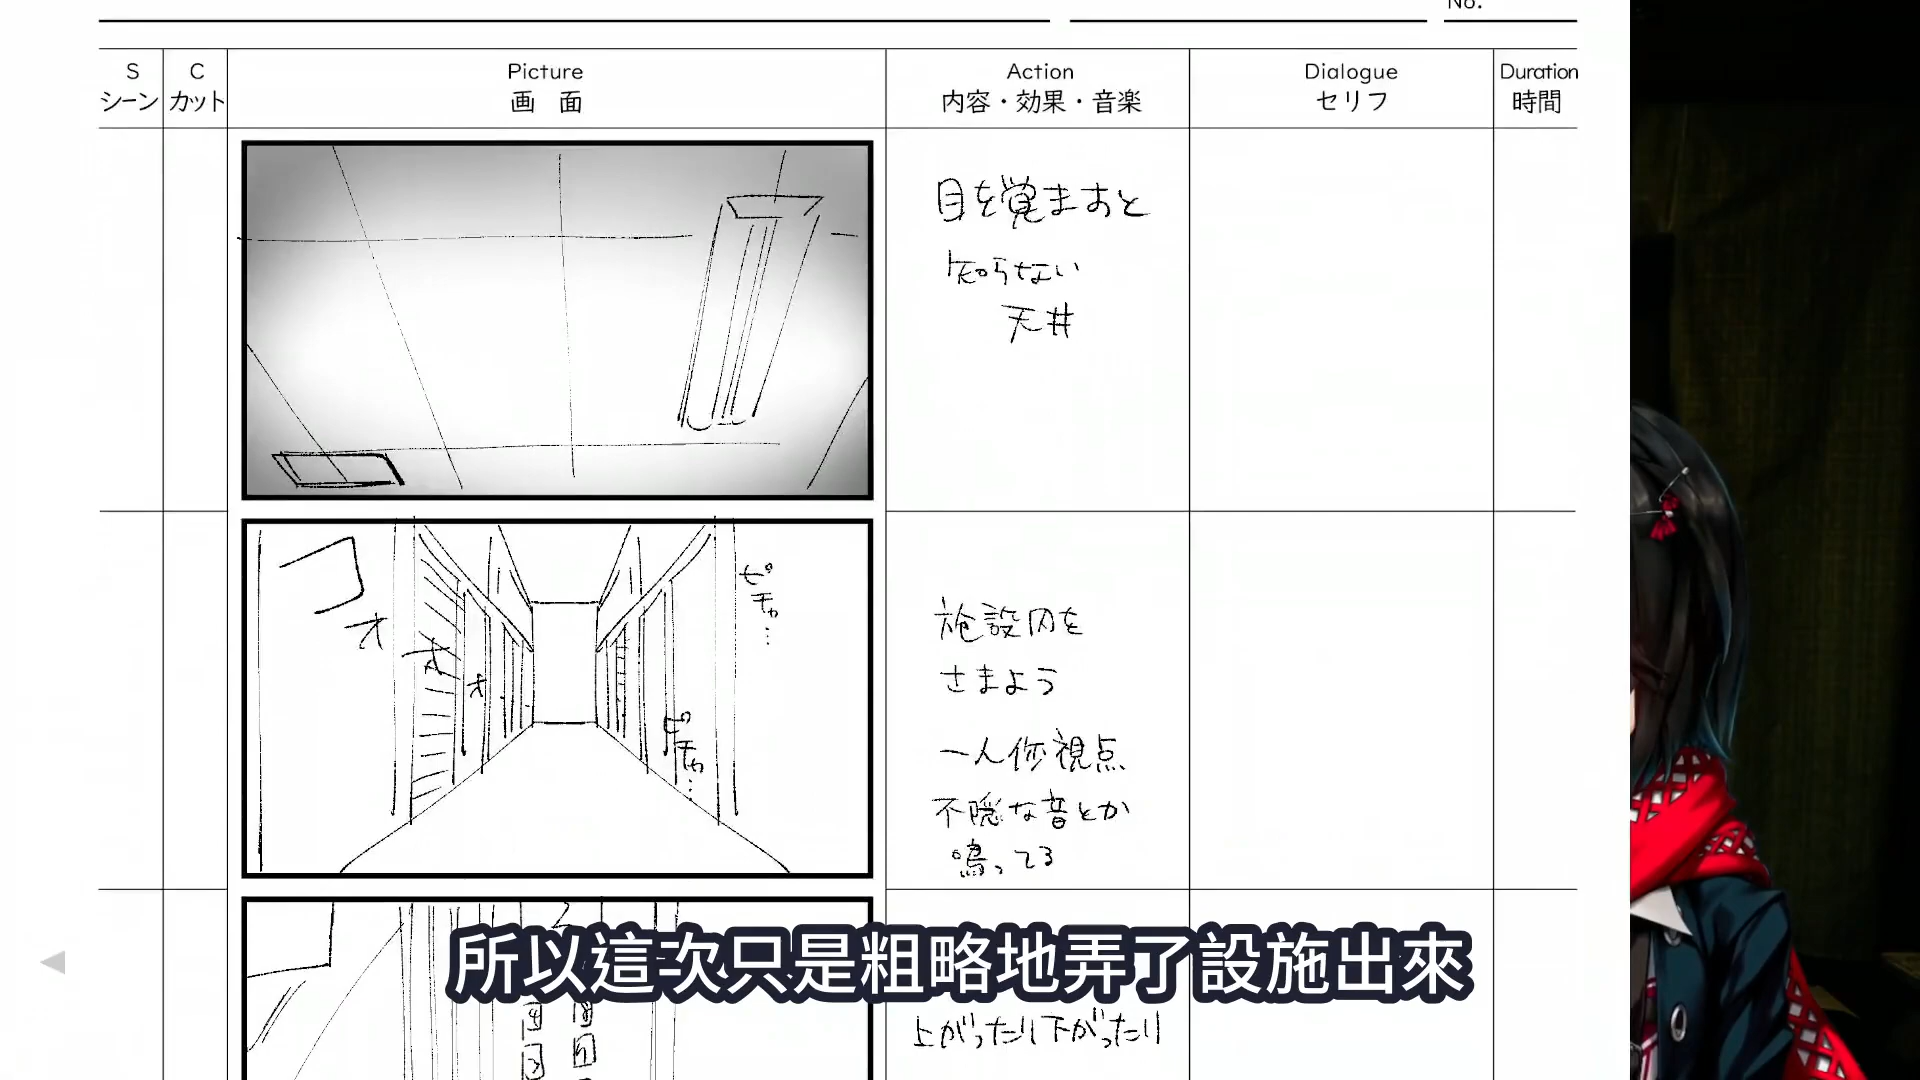 No.
S C Picture Action Dialogue Duration
シーン カット 画面 内容・効果・音楽 セリフ 時間
目を覚ますと
知らない
天井
ピチャ…
オ
オ
オ
ピチャ…
施設内を
さまよう
一人称視点
不穏な音とか
鳴ってる
所以這次只是粗略地弄了設施出來
上がったり下がったり